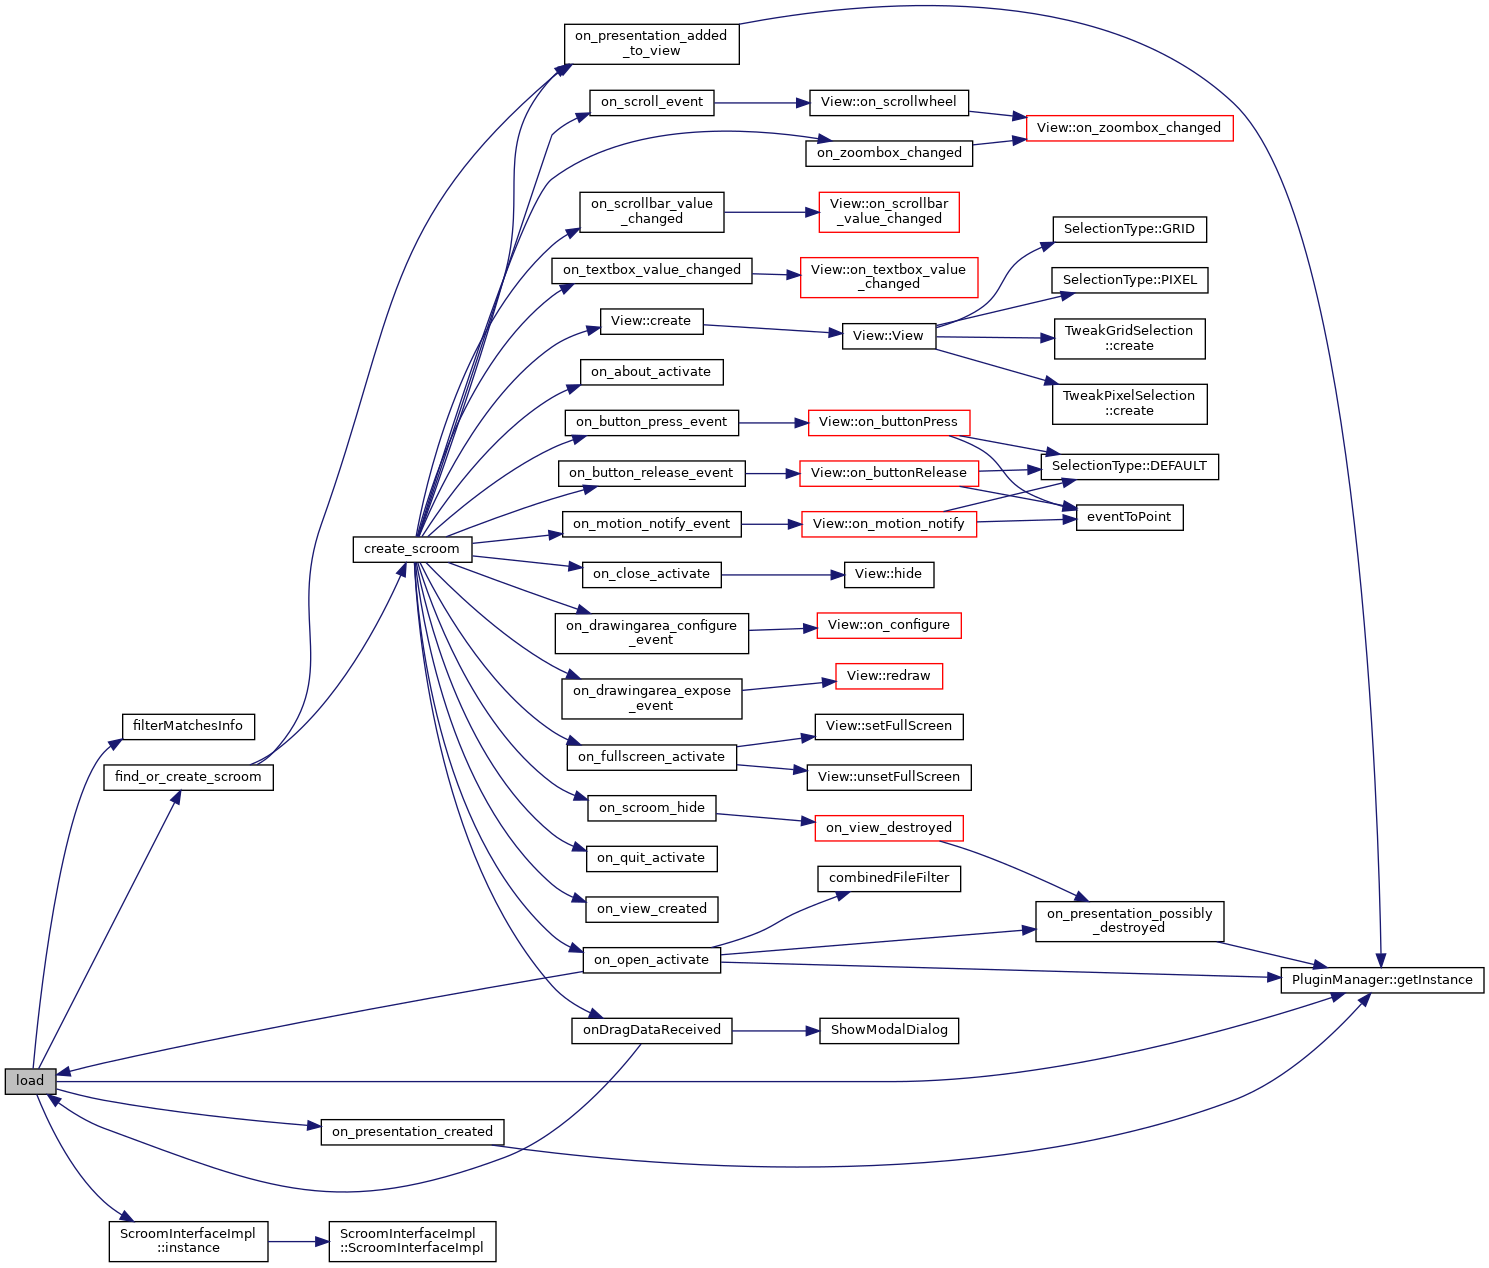 on_presentation_added
_to_view
on_scroll_event
View::on_scrollwheel
View::on_zoombox_changed
on_zoombox_changed
on_scrollbar_value
_changed
View::on_scrollbar
_value_changed
SelectionType::GRID
on_textbox_value_changed
View::on_textbox_value
_changed
SelectionType::PIXEL
View::create
View::View
TweakGridSelection
::create
on_about_activate
TweakPixelSelection
::create
on_button_press_event
View::on_buttonPress
on_button_release_event
View::on_buttonRelease
SelectionType::DEFAULT
on_motion_notify_event
View::on_motion_notify
eventToPoint
create_scroom
on_close_activate
View::hide
on_drawingarea_configure
_event
View::on_configure
on_drawingarea_expose
_event
View::redraw
filterMatchesInfo
View::setFullScreen
on_fullscreen_activate
find_or_create_scroom
View::unsetFullScreen
on_scroom_hide
on_view_destroyed
on_quit_activate
combinedFileFilter
on_view_created
on_presentation_possibly
_destroyed
on_open_activate
PluginManager::getInstance
onDragDataReceived
ShowModalDialog
load
on_presentation_created
ScroomInterfaceImpl
::instance
ScroomInterfaceImpl
::ScroomInterfaceImpl